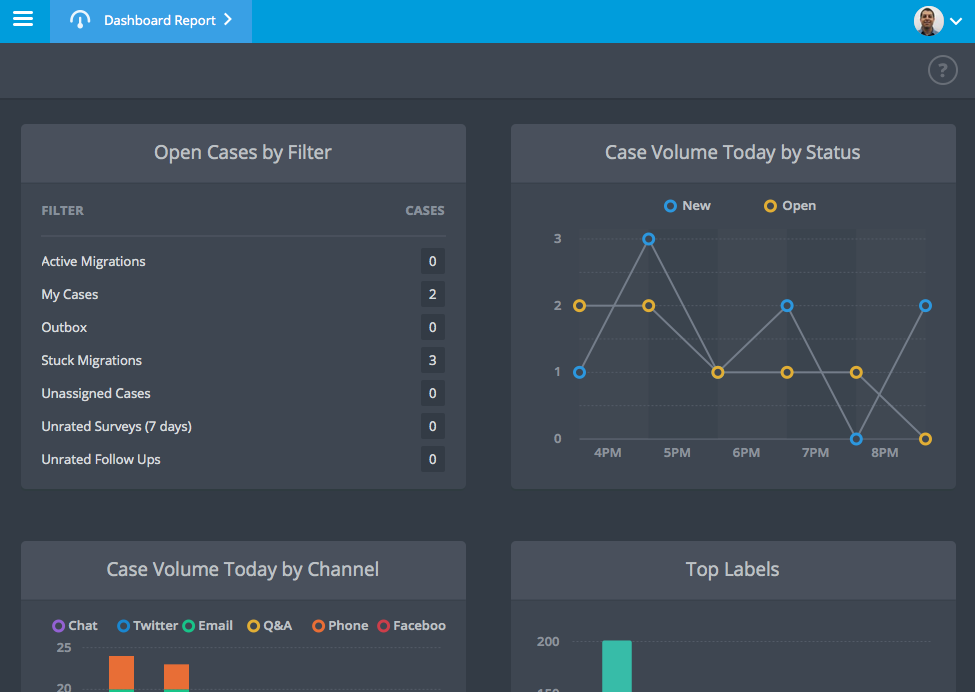 Dashboard Report
?
Open Cases by Filter
FILTER CASES
Active Migrations 0
My Cases 2
Outbox 0
Stuck Migrations 3
Unassigned Cases 0
Unrated Surveys (7 days) 0
Unrated Follow Ups 0
Case Volume Today by Status
New Open
3
2
1
0
4PM 5PM 6PM 7PM 8PM
Case Volume Today by Channel
Chat Twitter Email Q&A Phone Faceboo
25
20
Top Labels
200
150